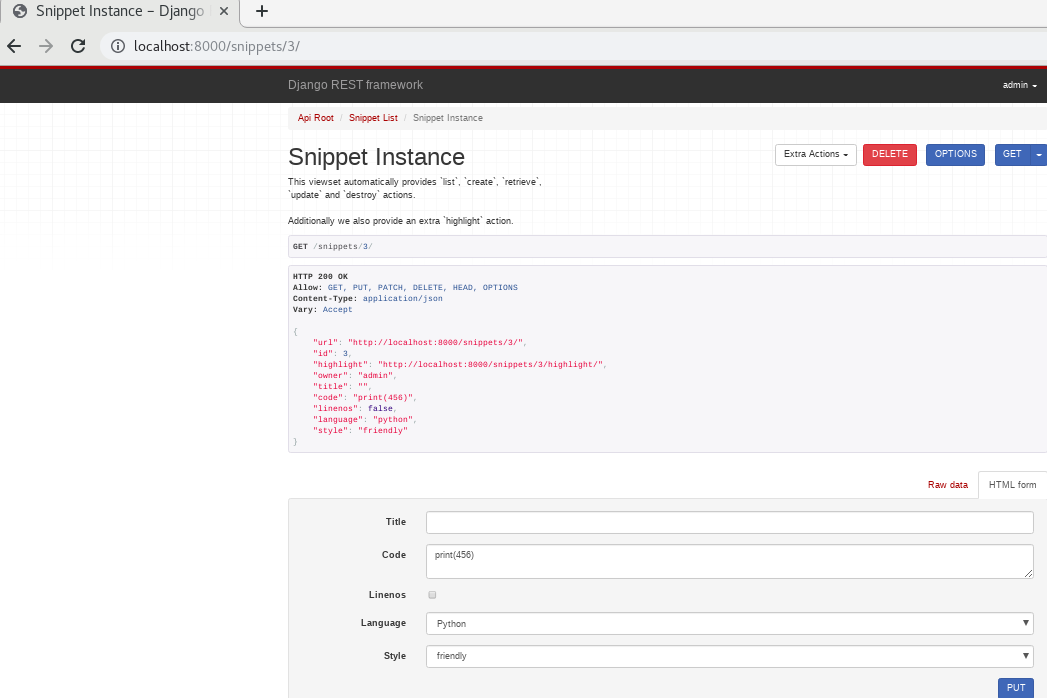 Snippet Instance – Django
localhost:8000/snippets/3/
Django REST framework
admin
Api Root / Snippet List / Snippet Instance
Snippet Instance
Extra Actions
DELETE
OPTIONS
GET
This viewset automatically provides `list`, `create`, `retrieve`,
`update` and `destroy` actions.
Additionally we also provide an extra `highlight` action.
GET /snippets/3/
HTTP 200 OK
Allow: GET, PUT, PATCH, DELETE, HEAD, OPTIONS
Content-Type: application/json
Vary: Accept
{
    "url": "http://localhost:8000/snippets/3/",
    "id": 3,
    "highlight": "http://localhost:8000/snippets/3/highlight/",
    "owner": "admin",
    "title": "",
    "code": "print(456)",
    "linenos": false,
    "language": "python",
    "style": "friendly"
}
Raw data
HTML form
Title
Code
print(456)
Linenos
Language
Python
Style
friendly
PUT